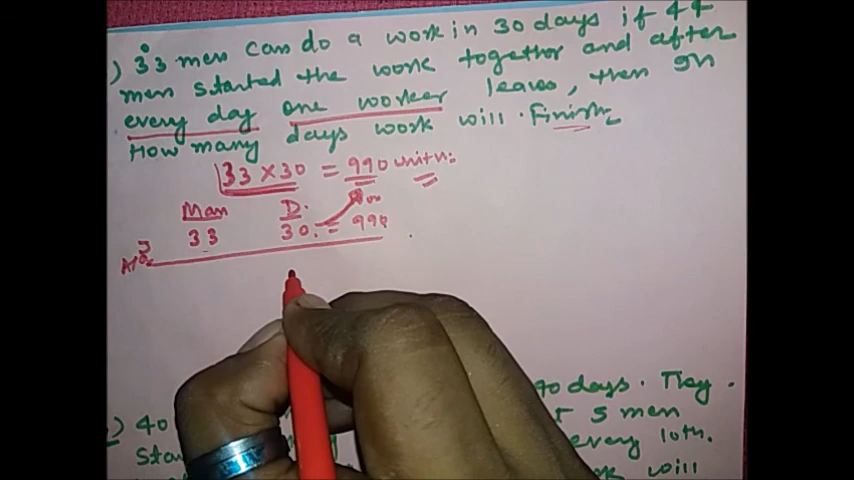 ) 33 men can do a work in 30 days if 44
men started the work together and after
every day one worker leaves, then In
How many days work will Finish
33 × 30 = 990 units
Man D.
33 30. = 990
40 90 days. They
5 men
Sta every 10th.
will